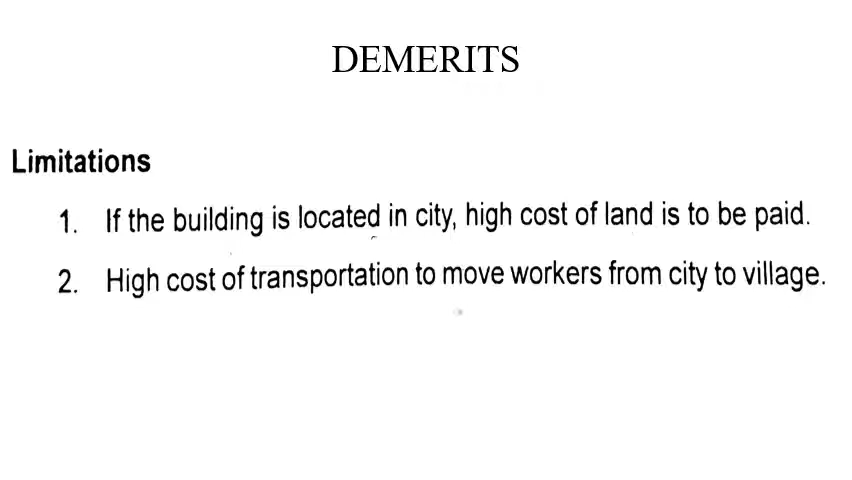 DEMERITS
Limitations
1. If the building is located in city, high cost of land is to be paid.
2. High cost of transportation to move workers from city to village.